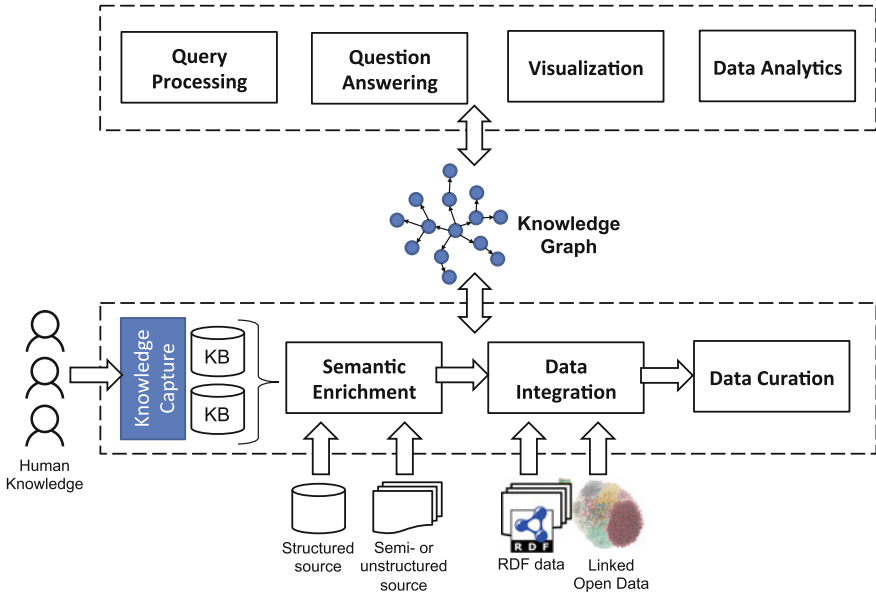 Query
Processing
Question
Answering
Visualization
Data Analytics
Knowledge
Graph
Knowledge
Capture
KB
KB
Semantic
Enrichment
Data
Integration
Data Curation
Human
Knowledge
Structured
source
Semi- or
unstructured
source
RDF
RDF data
Linked
Open Data